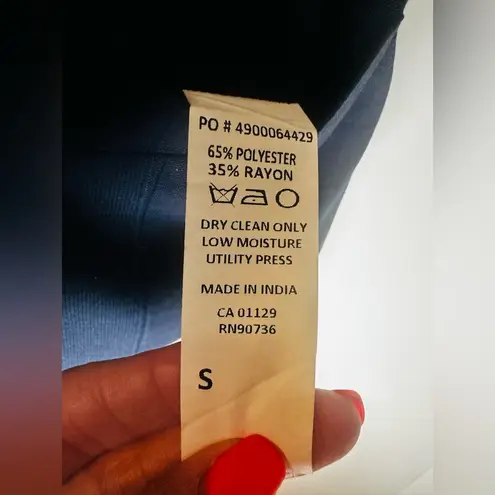 PO # 4900064429
65% POLYESTER
35% RAYON
DRY CLEAN ONLY
LOW MOISTURE
UTILITY PRESS
MADE IN INDIA
CA 01129
RN90736
S